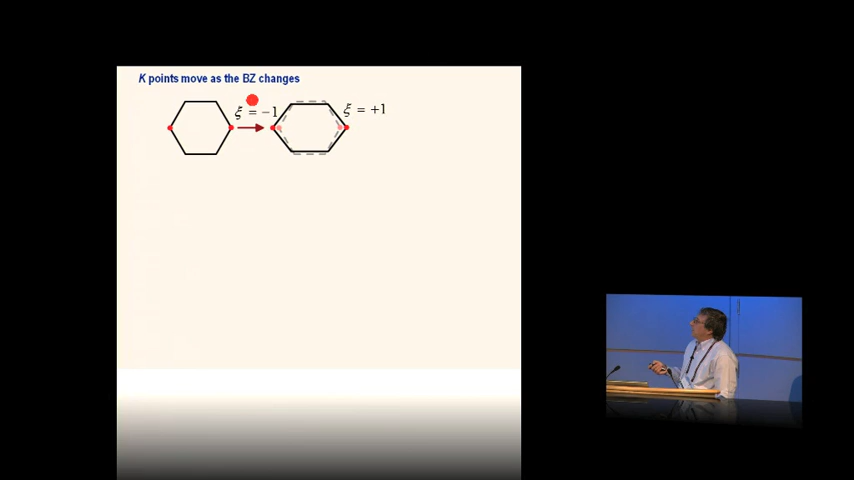 K points move as the BZ changes
ξ = −1
ξ = +1